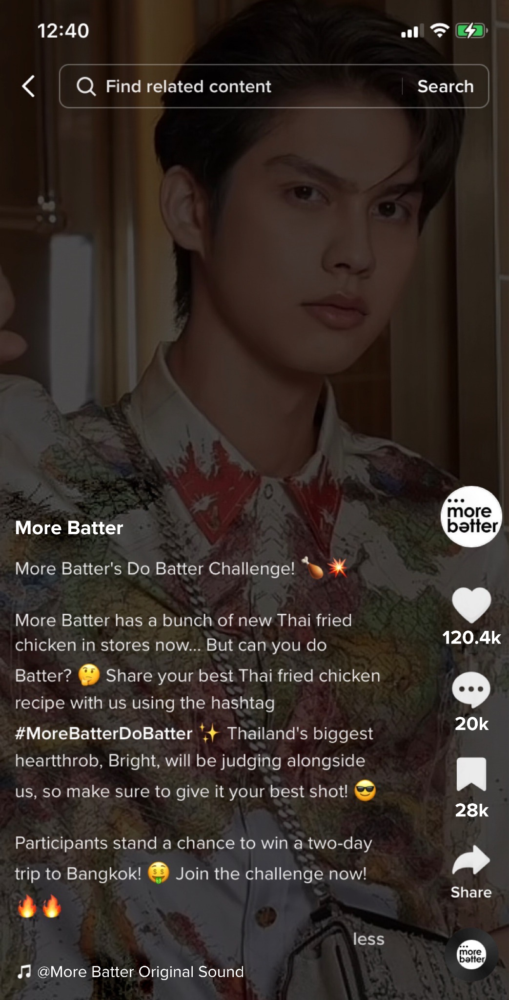 12:40
Find related content
Search
more
bətter
More Batter
More Batter's Do Batter Challenge! 🍗💥
120.4k
More Batter has a bunch of new Thai fried
chicken in stores now... But can you do
Batter? 🤔 Share your best Thai fried chicken
recipe with us using the hashtag
#MoreBatterDoBatter ✨ Thailand's biggest
heartthrob, Bright, will be judging alongside
us, so make sure to give it your best shot! 😎
20k
28k
Participants stand a chance to win a two-day
trip to Bangkok! 🤑 Join the challenge now!
🔥🔥
Share
less
more
bətter
@More Batter Original Sound